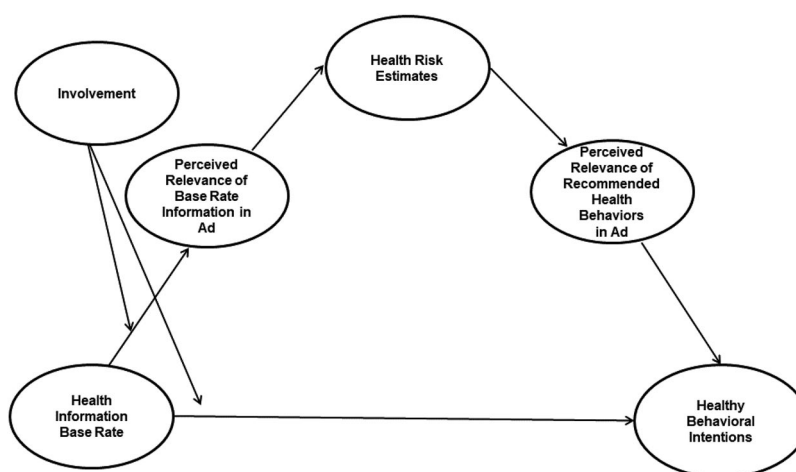 Health Risk
Estimates
Involvement
Perceived
Relevance of
Base Rate
Information in
Ad
Perceived
Relevance of
Recommended
Health
Behaviors
in Ad
Health
Information
Base Rate
Healthy
Behavioral
Intentions